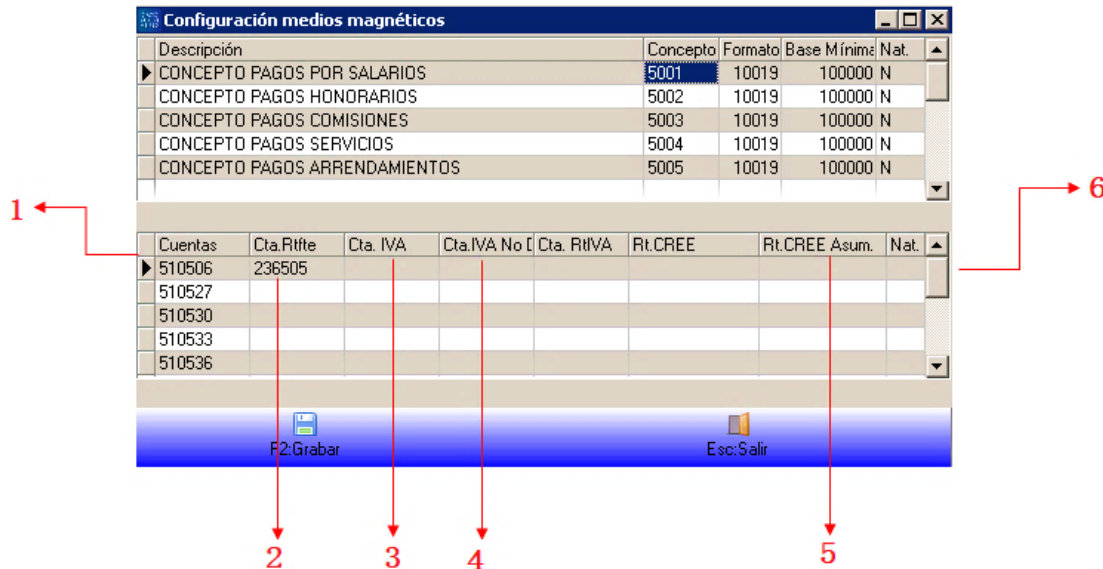 Configuración medios magnéticos
Descripción Concepto Formato Base Mínima Nat.
CONCEPTO PAGOS POR SALARIOS 5001 10019 100000 N
CONCEPTO PAGOS HONORARIOS 5002 10019 100000 N
CONCEPTO PAGOS COMISIONES 5003 10019 100000 N
CONCEPTO PAGOS SERVICIOS 5004 10019 100000 N
CONCEPTO PAGOS ARRENDAMIENTOS 5005 10019 100000 N
1 6
Cuentas Cta.Rtfte Cta. IVA Cta.IVA No D Cta. RtIVA Rt.CREE Rt.CREE Asum. Nat.
510506 236505
510527
510530
510533
510536
F2:Grabar Esc:Salir
2 3 4 5